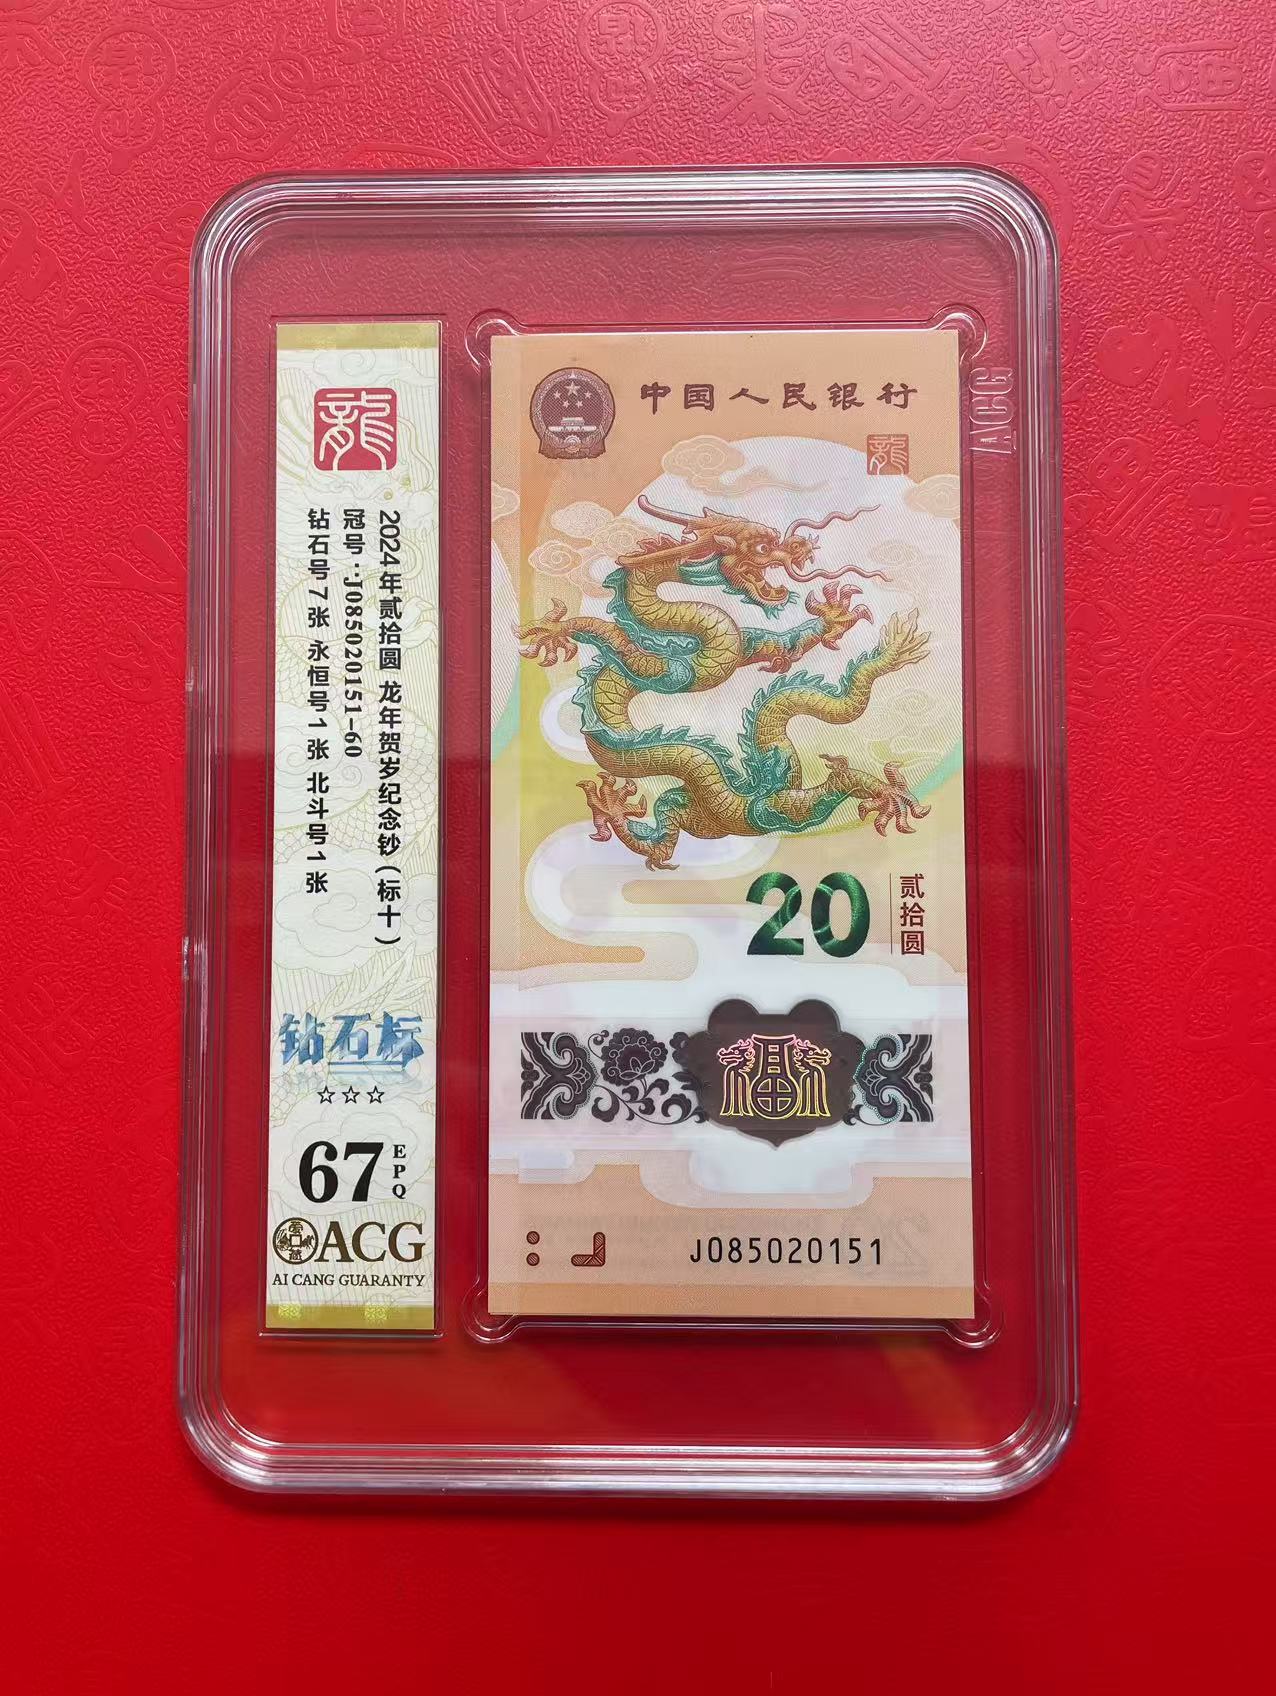 龍
2024年贰拾圆 龙年贺岁纪念钞（标十）
冠号：J085020151-60
钻石号7张 永恒号1张 北斗号1张
钻石标
☆☆☆
67 EPQ
ACG
AI CANG GUARANTY
中国人民银行
龍
20 贰拾圆
福
J085020151
ACG